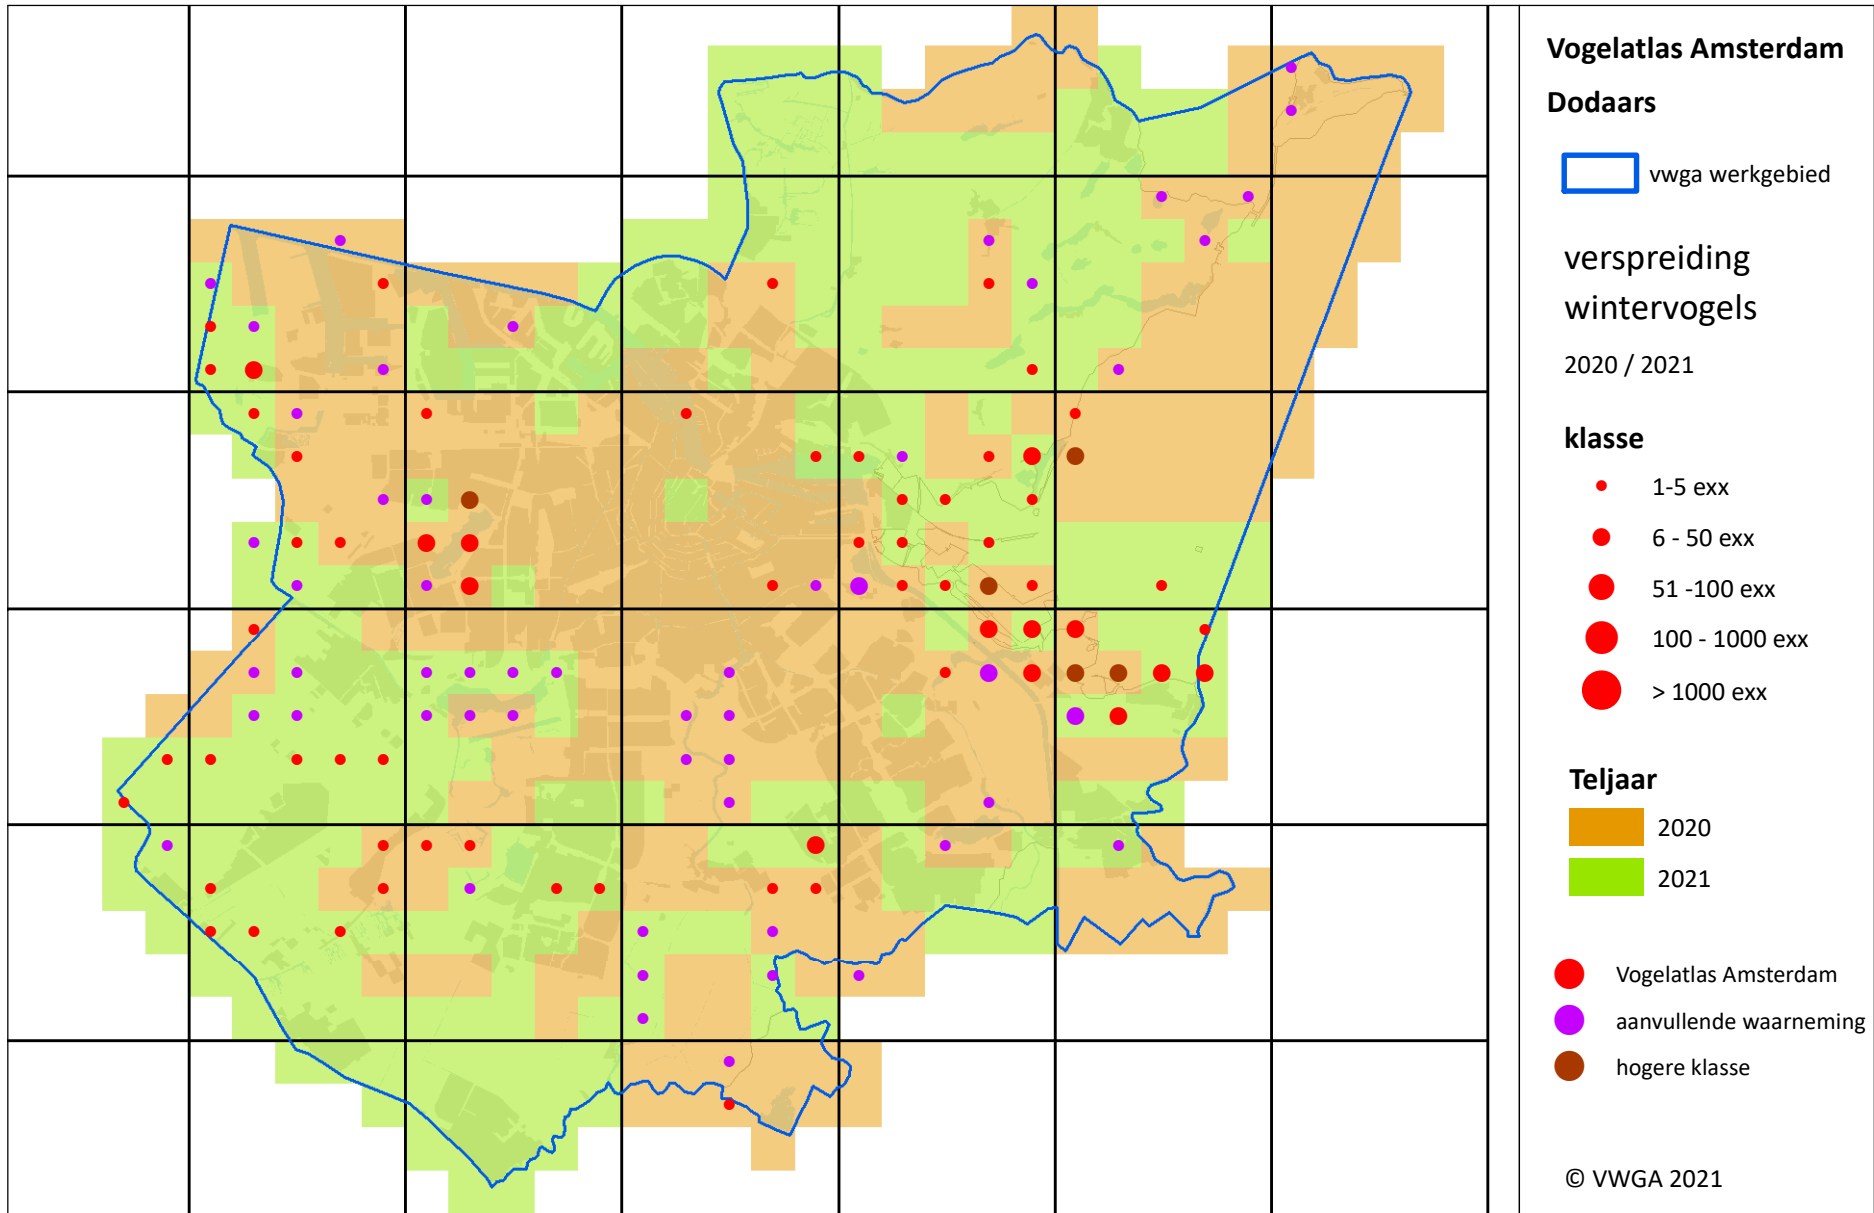 Vogelatlas Amsterdam
Dodaars
vwga werkgebied
verspreiding
wintervogels
2020 / 2021
klasse
1-5 exx
6 - 50 exx
51 -100 exx
100 - 1000 exx
> 1000 exx
Teljaar
2020
2021
Vogelatlas Amsterdam
aanvullende waarneming
hogere klasse
© VWGA 2021